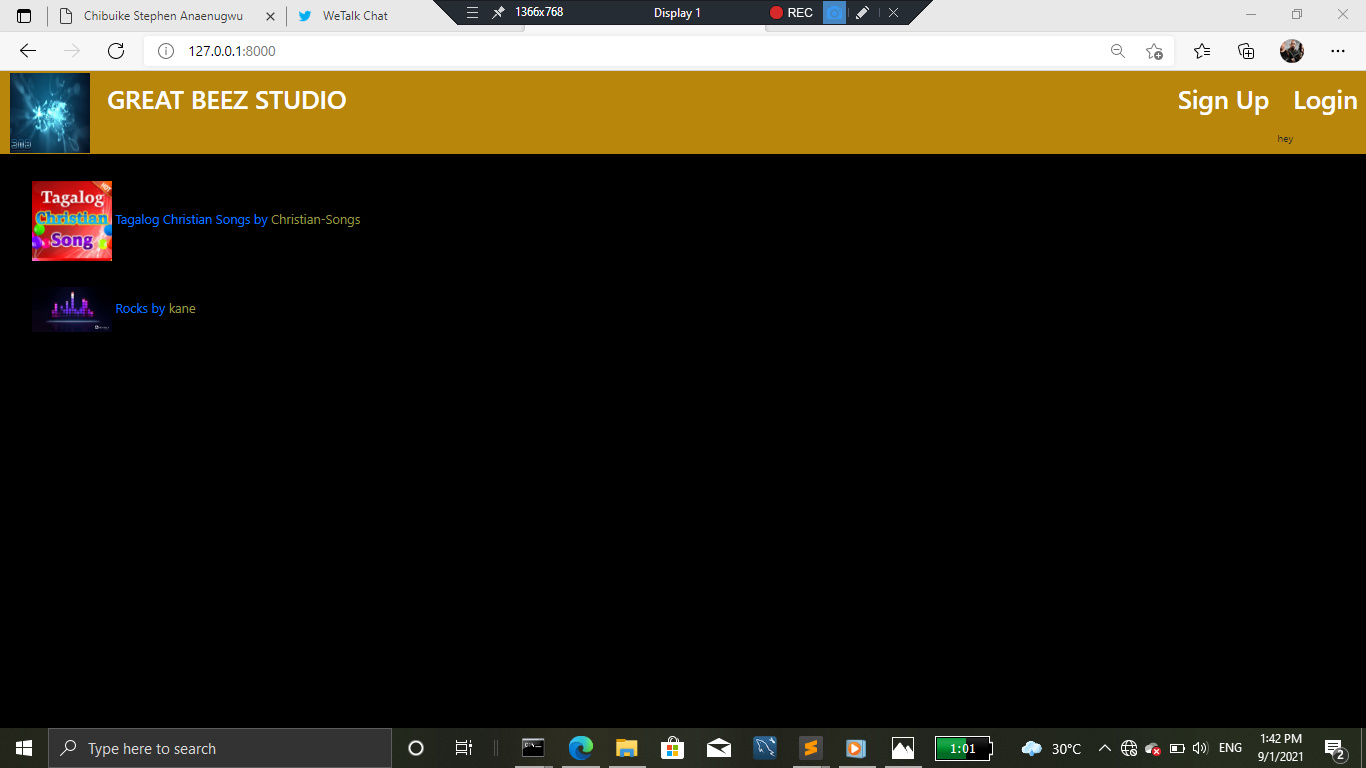 Chibuike Stephen Anaenugwu
WeTalk Chat
1366x768
Display 1
REC
127.0.0.1:8000
GREAT BEEZ STUDIO
Sign Up
Login
hey
HOT
Tagalog
Christian
Song
Tagalog Christian Songs by Christian-Songs
Rocks by kane
Type here to search
1:01
30°C
ENG
1:42 PM
9/1/2021
2